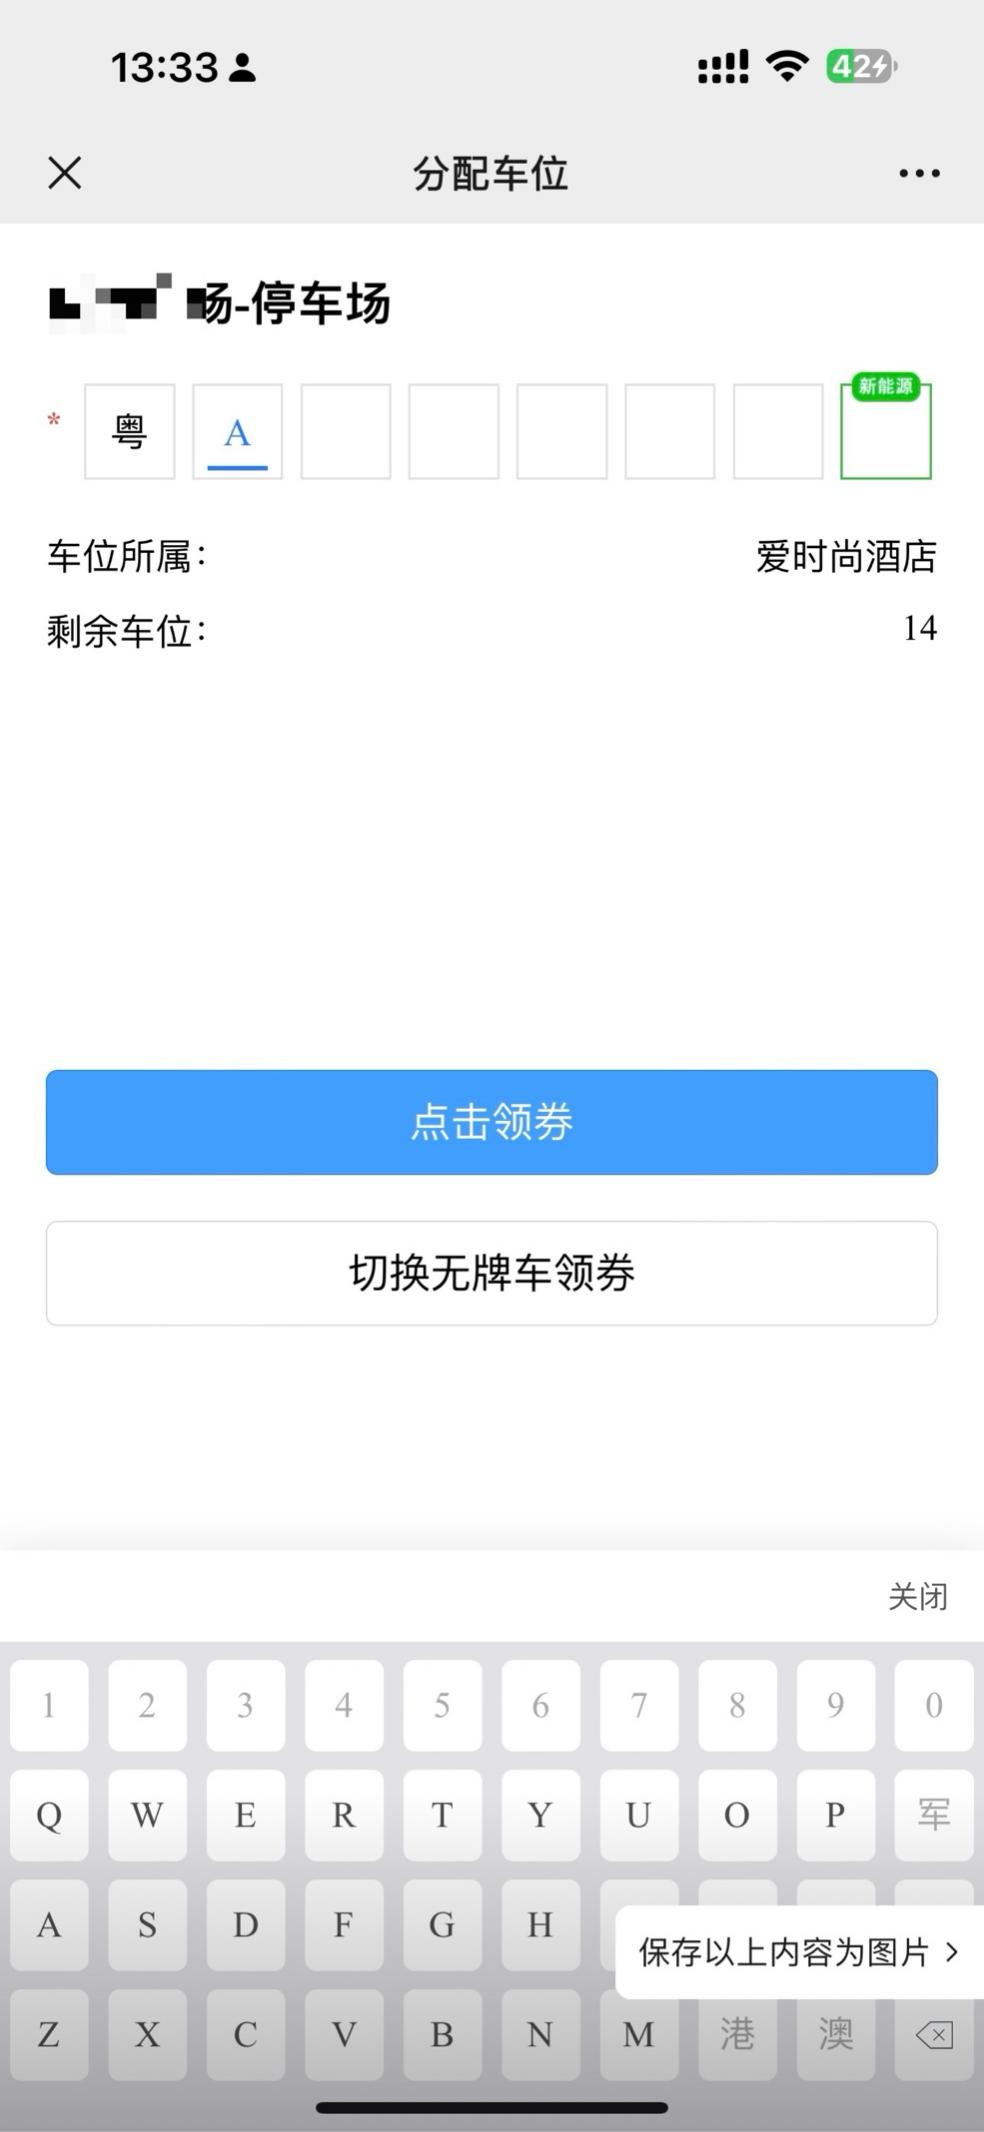 13:33
42
分配车位
场-停车场
新能源
* 粤 A
车位所属： 爱时尚酒店
剩余车位： 14
点击领券
切换无牌车领券
关闭
1 2 3 4 5 6 7 8 9 0
Q W E R T Y U O P 军
A S D F G H
保存以上内容为图片 >
Z X C V B N M 港 澳